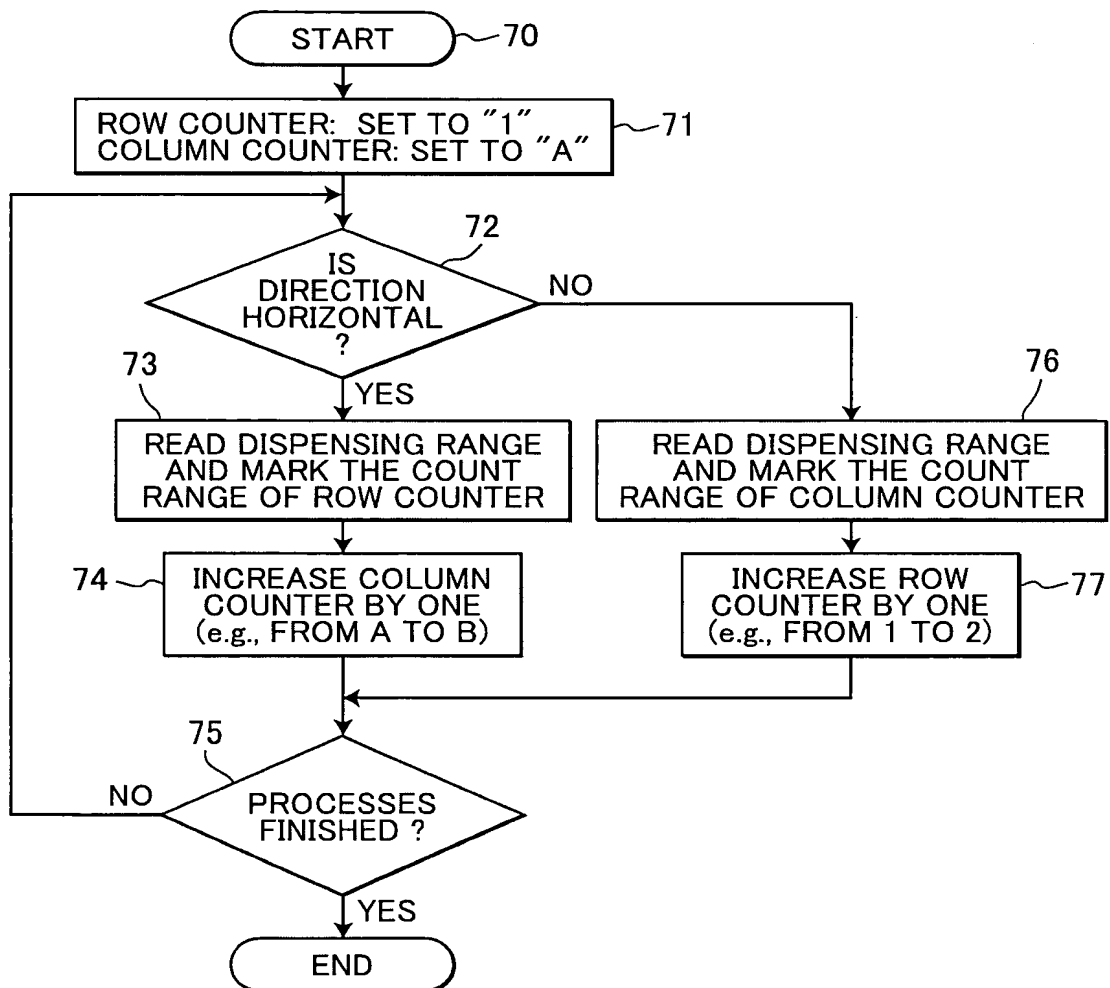 START
70
ROW COUNTER: SET TO "1"
COLUMN COUNTER: SET TO "A"
71
72
IS
DIRECTION
HORIZONTAL
?
NO
YES
73
READ DISPENSING RANGE
AND MARK THE COUNT
RANGE OF ROW COUNTER
76
READ DISPENSING RANGE
AND MARK THE COUNT
RANGE OF COLUMN COUNTER
74
INCREASE COLUMN
COUNTER BY ONE
(e.g., FROM A TO B)
INCREASE ROW
COUNTER BY ONE
(e.g., FROM 1 TO 2)
77
75
NO
PROCESSES
FINISHED ?
YES
END